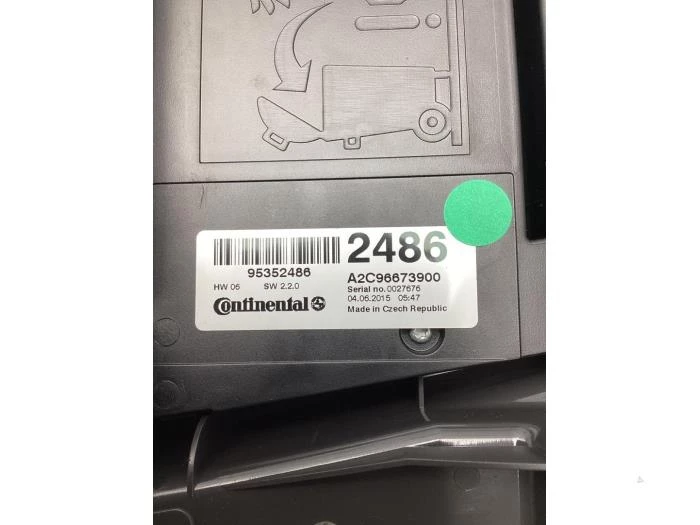 2486
95352486
A2C96673900
HW 06 SW 2.2.0
Serial no. 0027676
04.06.2015 05:47
Continental
Made in Czech Republic